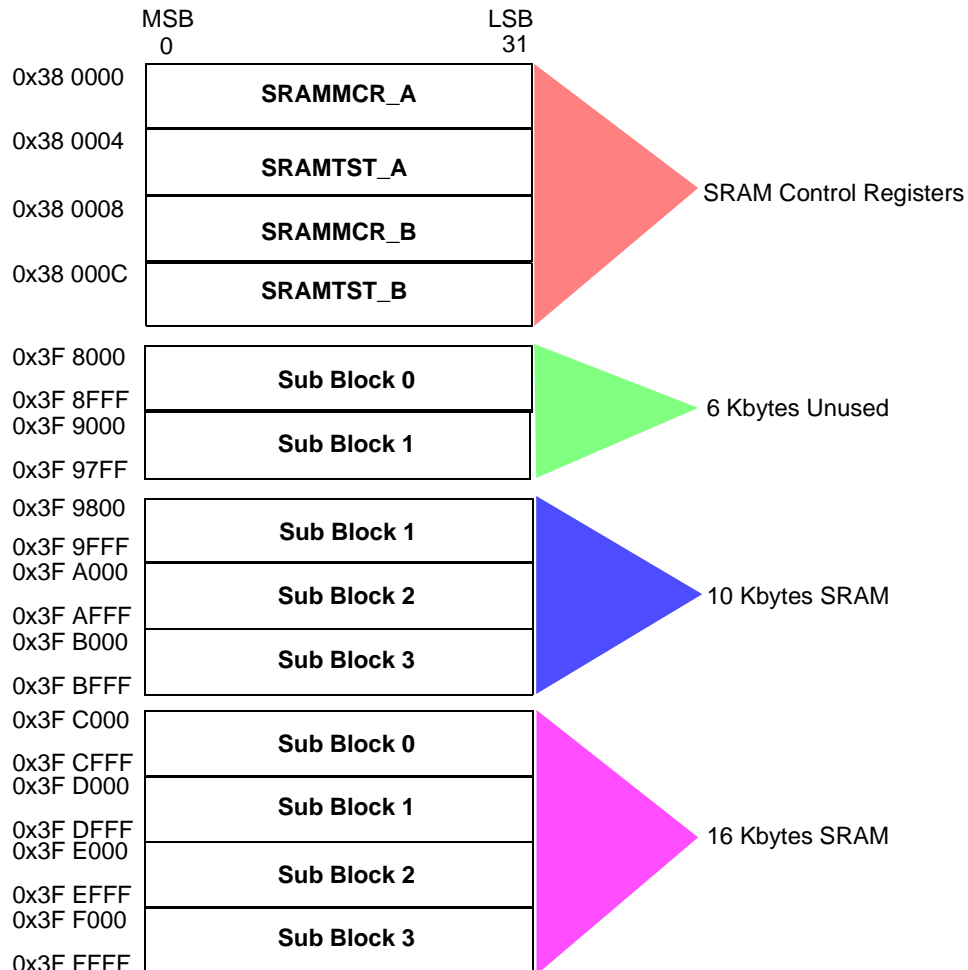 MSB LSB
0 31
0x38 0000
SRAMMCR_A
0x38 0004
SRAMTST_A
0x38 0008
SRAMMCR_B
0x38 000C
SRAMTST_B
SRAM Control Registers
0x3F 8000
Sub Block 0
0x3F 8FFF
0x3F 9000
Sub Block 1
0x3F 97FF
6 Kbytes Unused
0x3F 9800
Sub Block 1
0x3F 9FFF
0x3F A000
Sub Block 2
0x3F AFFF
0x3F B000
Sub Block 3
0x3F BFFF
10 Kbytes SRAM
0x3F C000
Sub Block 0
0x3F CFFF
0x3F D000
Sub Block 1
0x3F DFFF
0x3F E000
Sub Block 2
0x3F EFFF
0x3F F000
Sub Block 3
0x3F FFFF
16 Kbytes SRAM